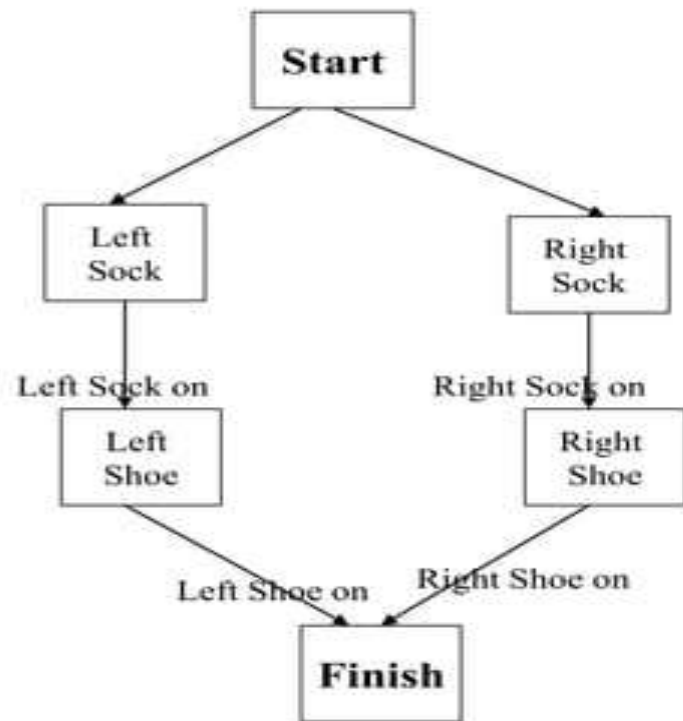 Start
Left
Sock
Right
Sock
Left Sock on
Right Sock on
Left
Shoe
Right
Shoe
Left Shoe on
Right Shoe on
Finish